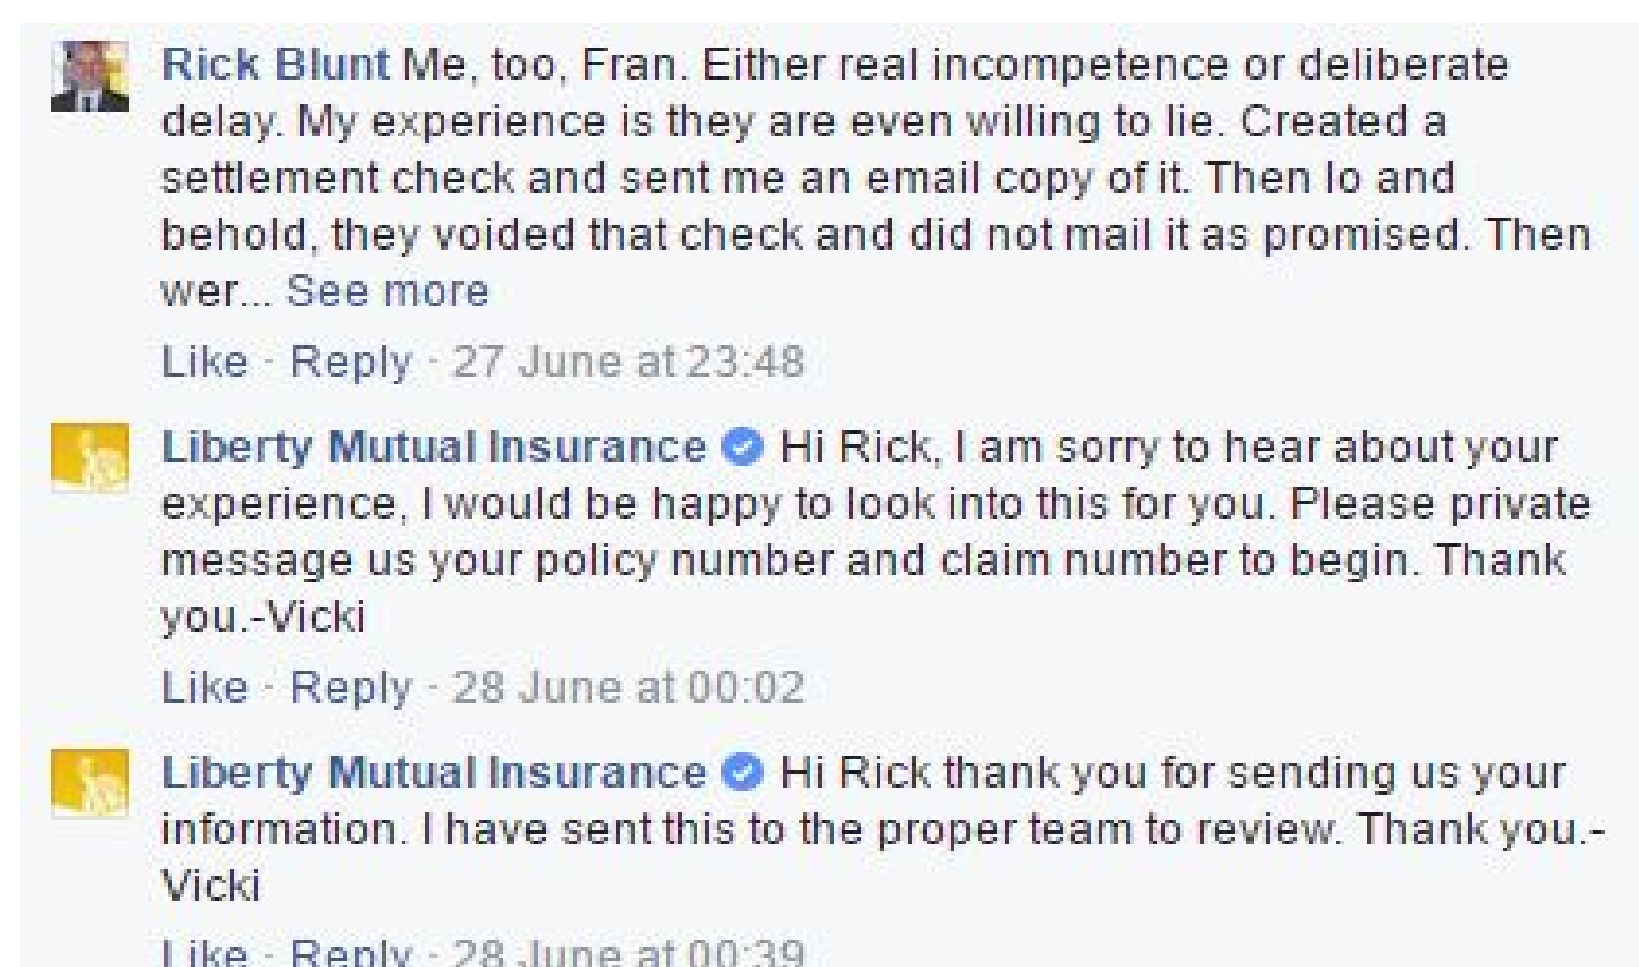 Rick Blunt Me, too, Fran. Either real incompetence or deliberate
delay. My experience is they are even willing to lie. Created a
settlement check and sent me an email copy of it. Then lo and
behold, they voided that check and did not mail it as promised. Then
wer... See more
Like · Reply · 27 June at 23:48
Liberty Mutual Insurance Hi Rick, I am sorry to hear about your
experience, I would be happy to look into this for you. Please private
message us your policy number and claim number to begin. Thank
you.-Vicki
Like · Reply · 28 June at 00:02
Liberty Mutual Insurance Hi Rick thank you for sending us your
information. I have sent this to the proper team to review. Thank you.-
Vicki
Like · Reply · 28 June at 00:39